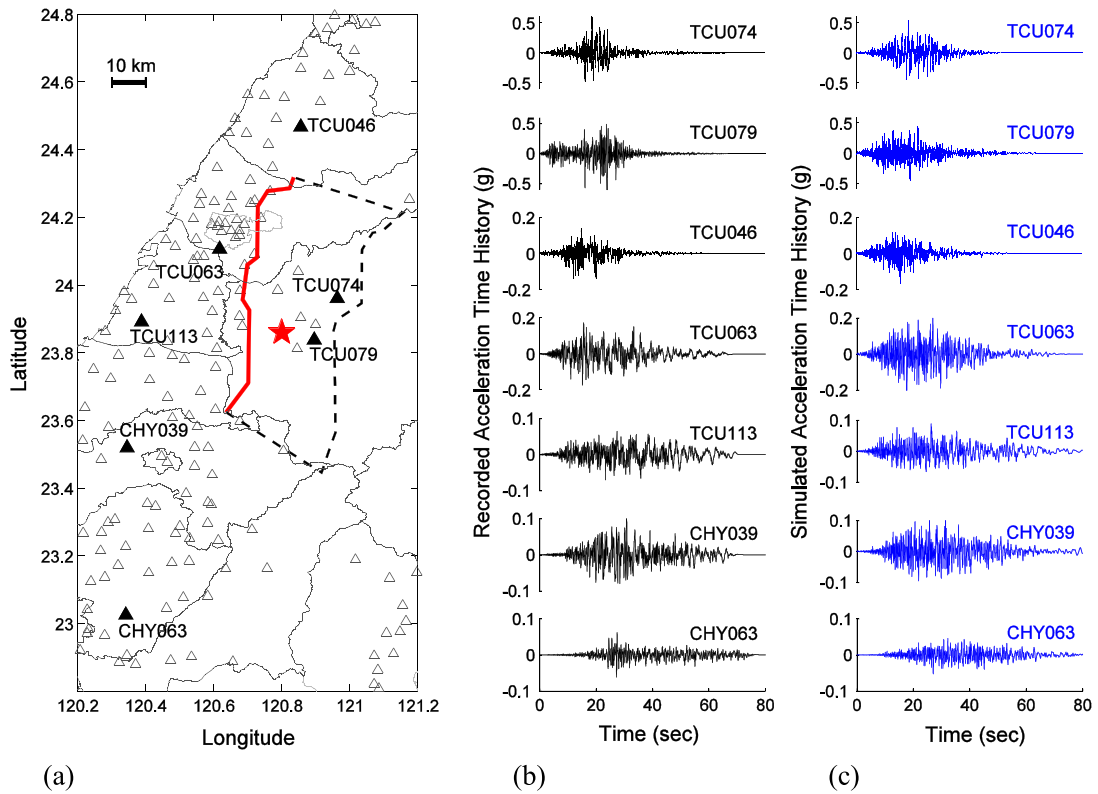 24.8
24.6
24.4
24.2
24
23.8
23.6
23.4
23.2
23
Latitude
10 km
TCU046
TCU063
TCU074
TCU113
TCU079
CHY039
CHY063
120.2 120.4 120.6 120.8 121 121.2
Longitude
(a)
Recorded Acceleration Time History (g)
0.5
0
-0.5
TCU074
0.5
0
-0.5
TCU079
0.2
0
-0.2
TCU046
0.2
0
-0.2
TCU063
0.1
0
-0.1
TCU113
0.1
0
-0.1
CHY039
0.1
0
-0.1
CHY063
0 20 40 60 80
Time (sec)
(b)
Simulated Acceleration Time History (g)
0.5
0
-0.5
TCU074
0.5
0
-0.5
TCU079
0.2
0
-0.2
TCU046
0.2
0
-0.2
TCU063
0.1
0
-0.1
TCU113
0.1
0
-0.1
CHY039
0.1
0
-0.1
CHY063
0 20 40 60 80
Time (sec)
(c)